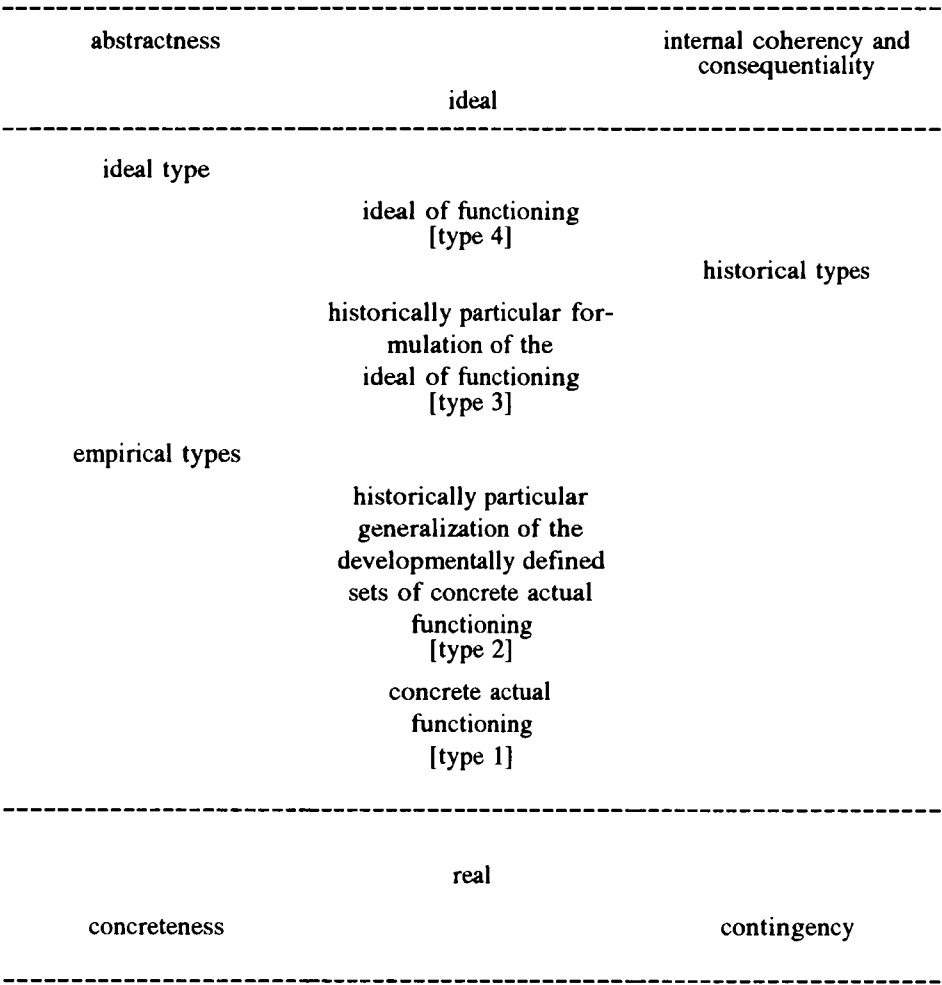 abstractness
internal coherency and
consequentiality
ideal
ideal type
ideal of functioning
[type 4]
historical types
historically particular for-
mulation of the
ideal of functioning
[type 3]
empirical types
historically particular
generalization of the
developmentally defined
sets of concrete actual
functioning
[type 2]
concrete actual
functioning
[type 1]
real
concreteness
contingency